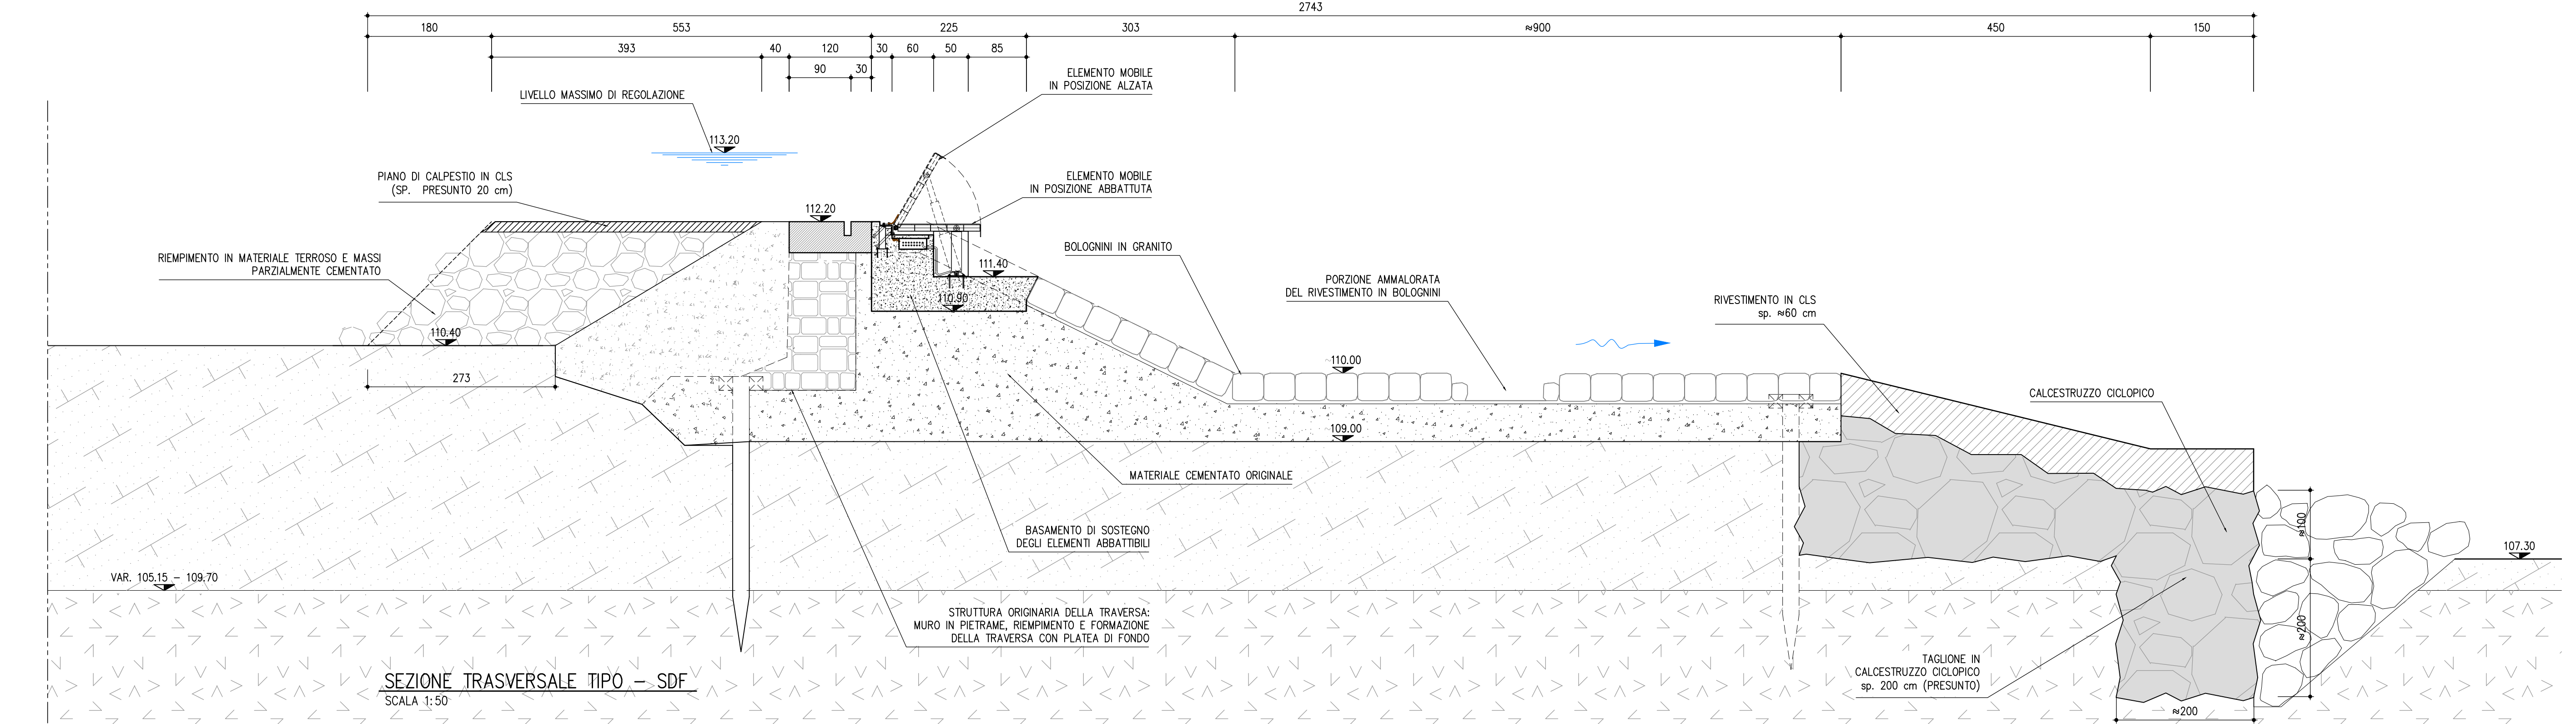 2743
180 553 225 303 ≈900 450 150
393 40 120 30 60 50 85
90 30
ELEMENTO MOBILE
IN POSIZIONE ALZATA
LIVELLO MASSIMO DI REGOLAZIONE
113.20
PIANO DI CALPESTIO IN CLS
(SP. PRESUNTO 20 cm)
ELEMENTO MOBILE
IN POSIZIONE ABBATTUTA
112.20
RIEMPIMENTO IN MATERIALE TERROSO E MASSI
PARZIALMENTE CEMENTATO
BOLOGNINI IN GRANITO
111.40
110.90
PORZIONE AMMALORATA
DEL RIVESTIMENTO IN BOLOGNINI
RIVESTIMENTO IN CLS
sp. ≈60 cm
110.40
110.00
273
CALCESTRUZZO CICLOPICO
109.00
MATERIALE CEMENTATO ORIGINALE
BASAMENTO DI SOSTEGNO
DEGLI ELEMENTI ABBATTIBILI
≈100
107.30
VAR. 105.15 - 109.70
STRUTTURA ORIGINARIA DELLA TRAVERSA:
MURO IN PIETRAME, RIEMPIMENTO E FORMAZIONE
DELLA TRAVERSA CON PLATEA DI FONDO
≈200
TAGLIONE IN
CALCESTRUZZO CICLOPICO
sp. 200 cm (PRESUNTO)
≈200
SEZIONE TRASVERSALE TIPO - SDF
SCALA 1:50